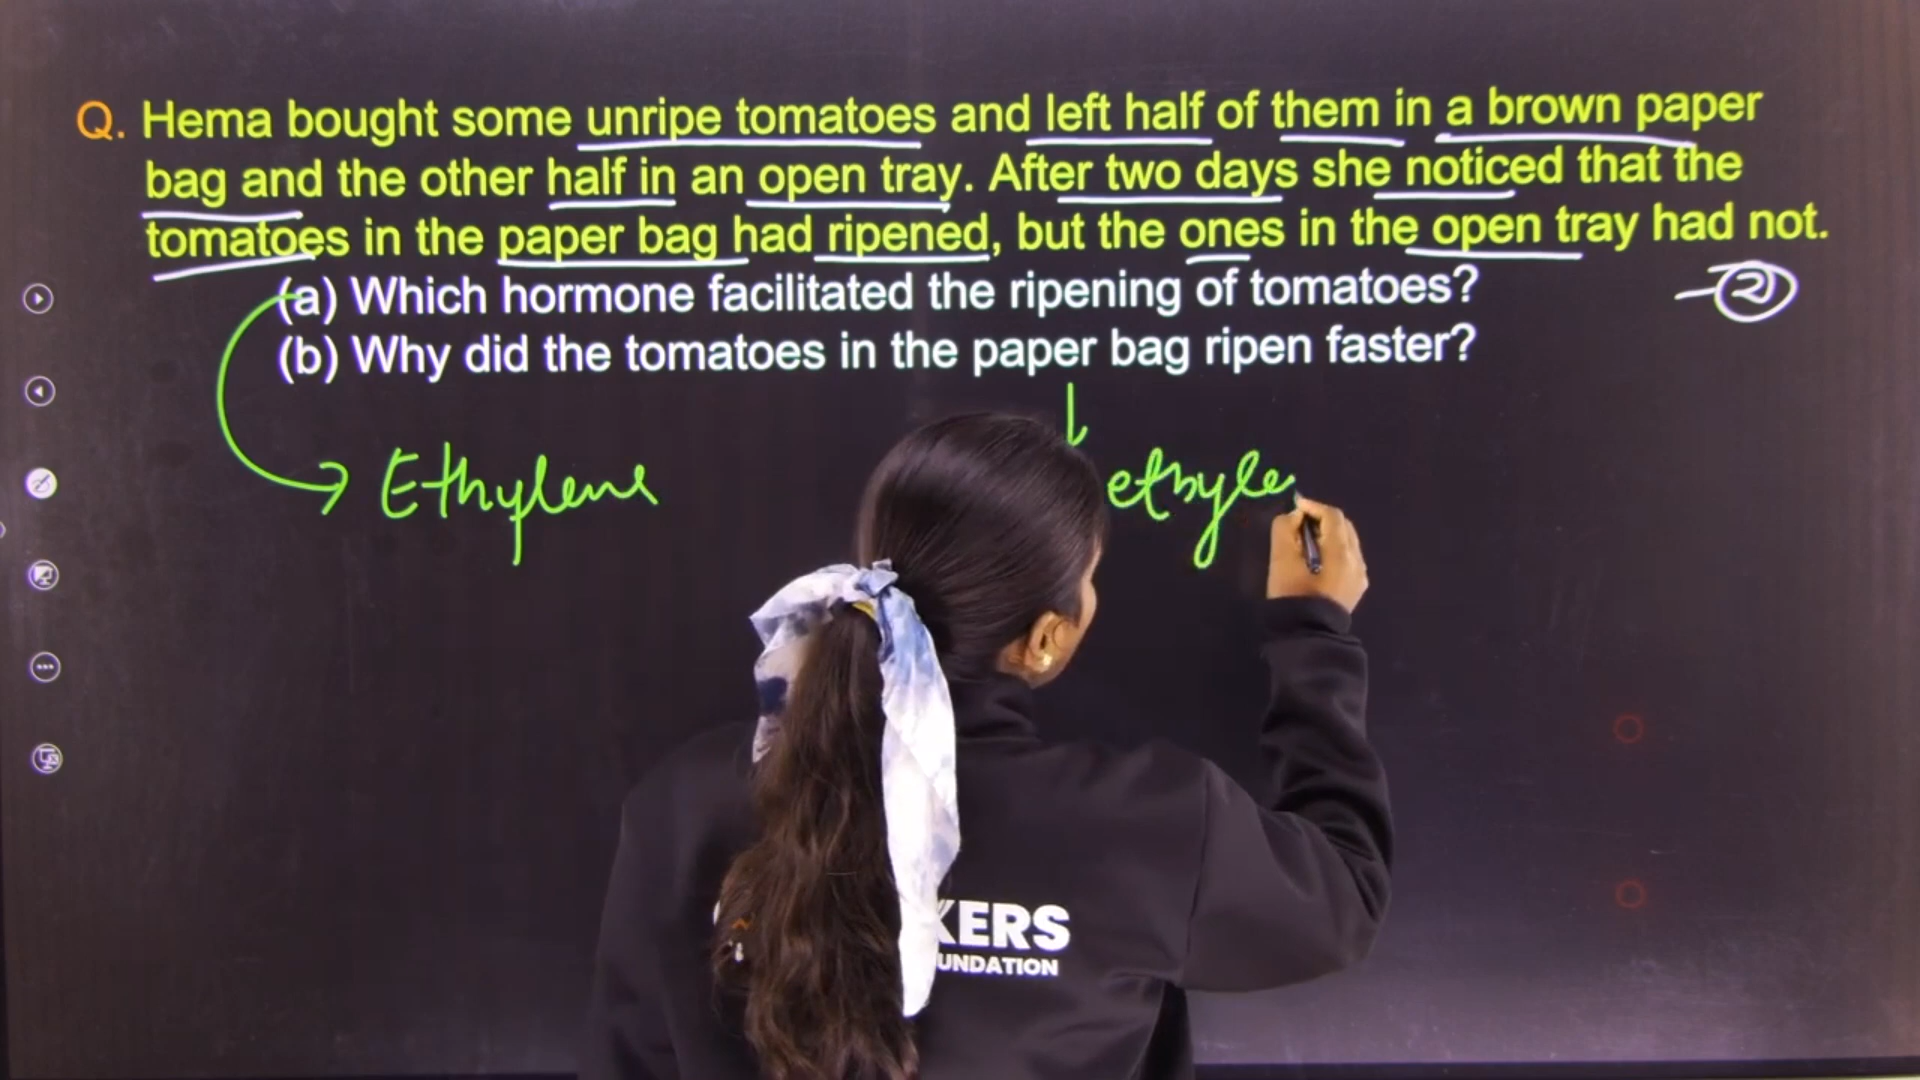 Q. Hema bought some unripe tomatoes and left half of them in a brown paper
bag and the other half in an open tray. After two days she noticed that the
tomatoes in the paper bag had ripened, but the ones in the open tray had not.
(a) Which hormone facilitated the ripening of tomatoes?
2
(b) Why did the tomatoes in the paper bag ripen faster?
Ethylene
ethyle
KERS
UNDATION